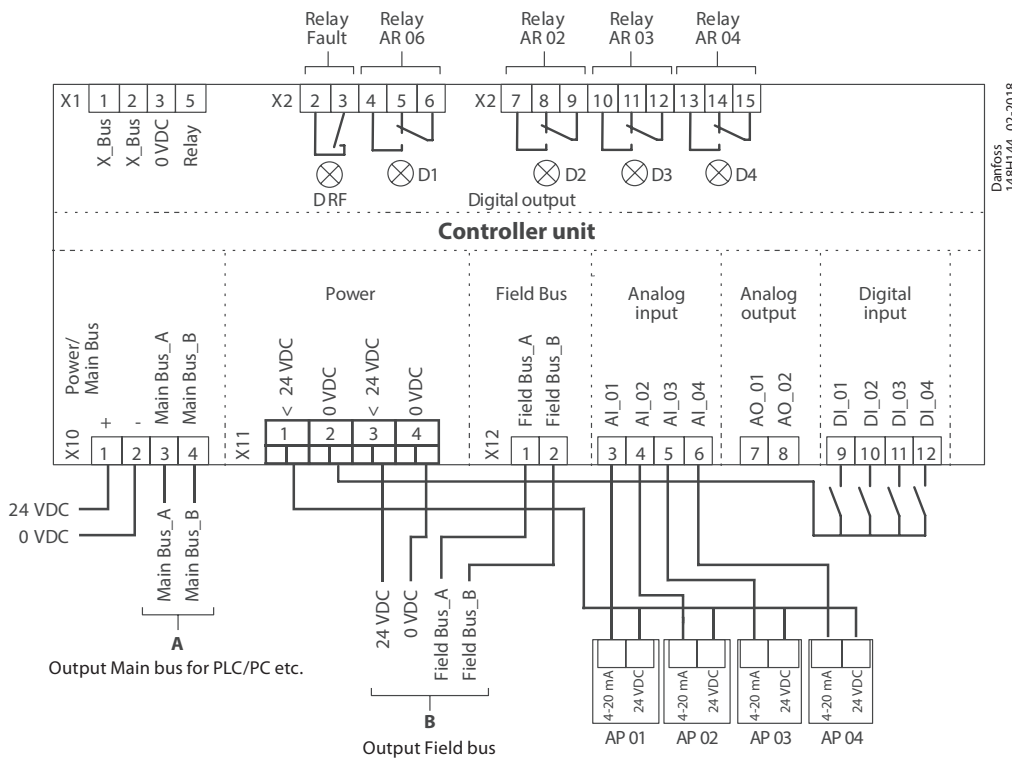 Relay Fault
Relay AR 06
Relay AR 02
Relay AR 03
Relay AR 04
X1 1 2 3 5
X2 2 3 4 5 6
X2 7 8 9 10 11 12 13 14 15
X_Bus
X_Bus
0 VDC
Relay
DRF
D1
D2
D3
D4
Digital output
Danfoss
148H144_02-2018
Controller unit
Power/
Main Bus
Power
Field Bus
Analog input
Analog output
Digital input
+
-
Main Bus_A
Main Bus_B
< 24 VDC
0 VDC
< 24 VDC
0 VDC
Field Bus_A
Field Bus_B
AI_01
AI_02
AI_03
AI_04
AO_01
AO_02
DI_01
DI_02
DI_03
DI_04
X10 1 2 3 4
X11 1 2 3 4
X12 1 2 3 4 5 6 7 8 9 10 11 12
24 VDC
0 VDC
Main Bus_A
Main Bus_B
A
Output Main bus for PLC/PC etc.
24 VDC
0 VDC
Field Bus_A
Field Bus_B
B
Output Field bus
4-20 mA
24 VDC
4-20 mA
24 VDC
4-20 mA
24 VDC
4-20 mA
24 VDC
AP 01
AP 02
AP 03
AP 04